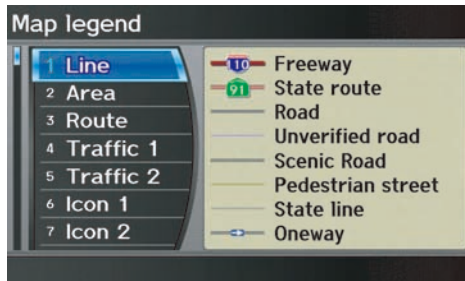 Map legend
1 Line
2 Area
3 Route
4 Traffic 1
5 Traffic 2
6 Icon 1
7 Icon 2
110 Freeway
91 State route
Road
Unverified road
Scenic Road
Pedestrian street
State line
Oneway